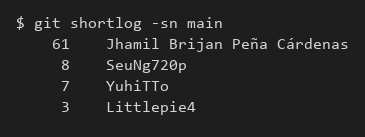 $ git shortlog -sn main
61 Jhamil Brijan Peña Cárdenas
8 SeuNg720p
7 YuhiTTo
3 Littlepie4